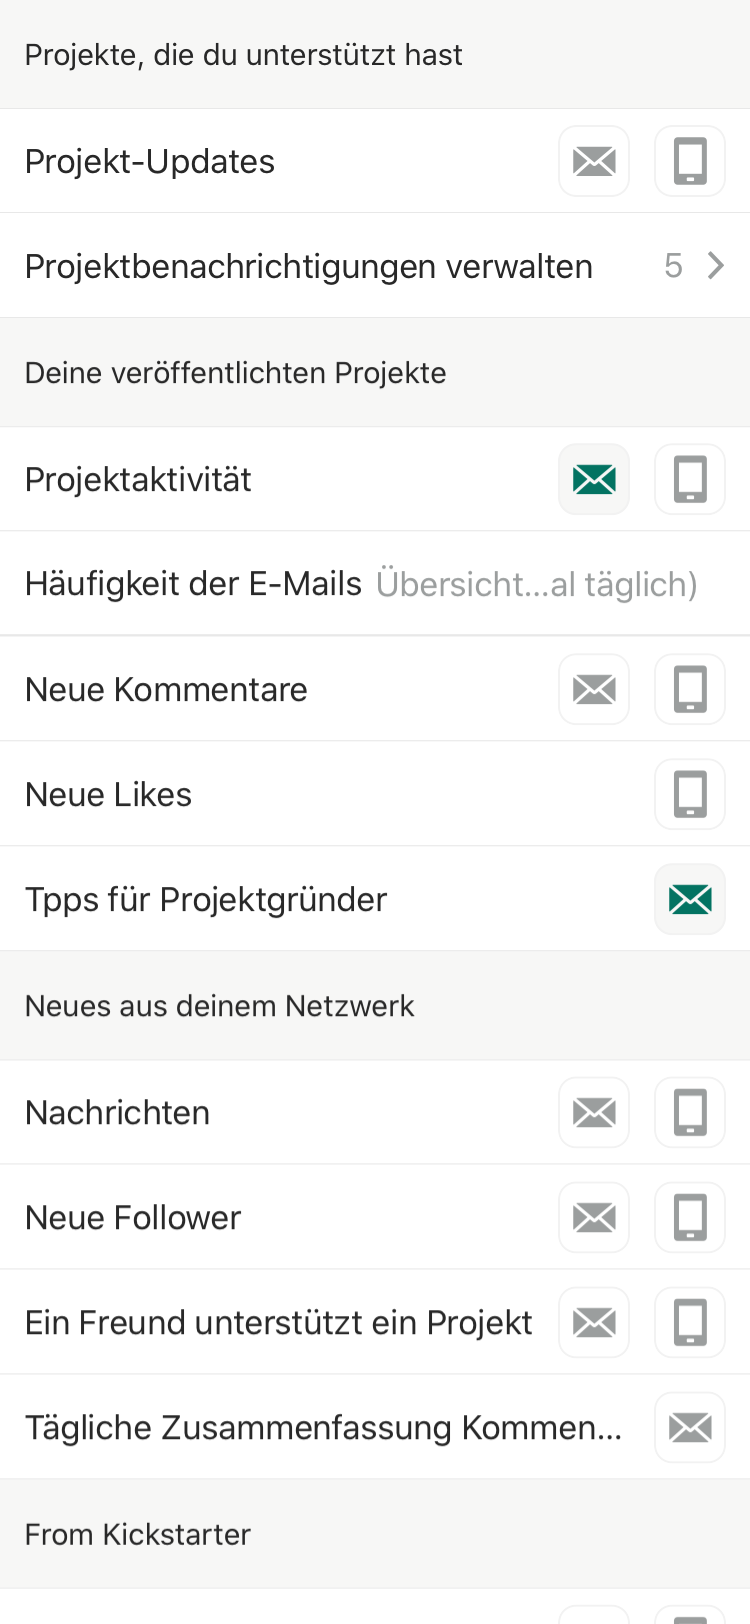 Projekte, die du unterstützt hast
Projekt-Updates
Projektbenachrichtigungen verwalten 5
Deine veröffentlichten Projekte
Projektaktivität
Häufigkeit der E-Mails Übersicht...al täglich)
Neue Kommentare
Neue Likes
Tpps für Projektgründer
Neues aus deinem Netzwerk
Nachrichten
Neue Follower
Ein Freund unterstützt ein Projekt
Tägliche Zusammenfassung Kommen...
From Kickstarter